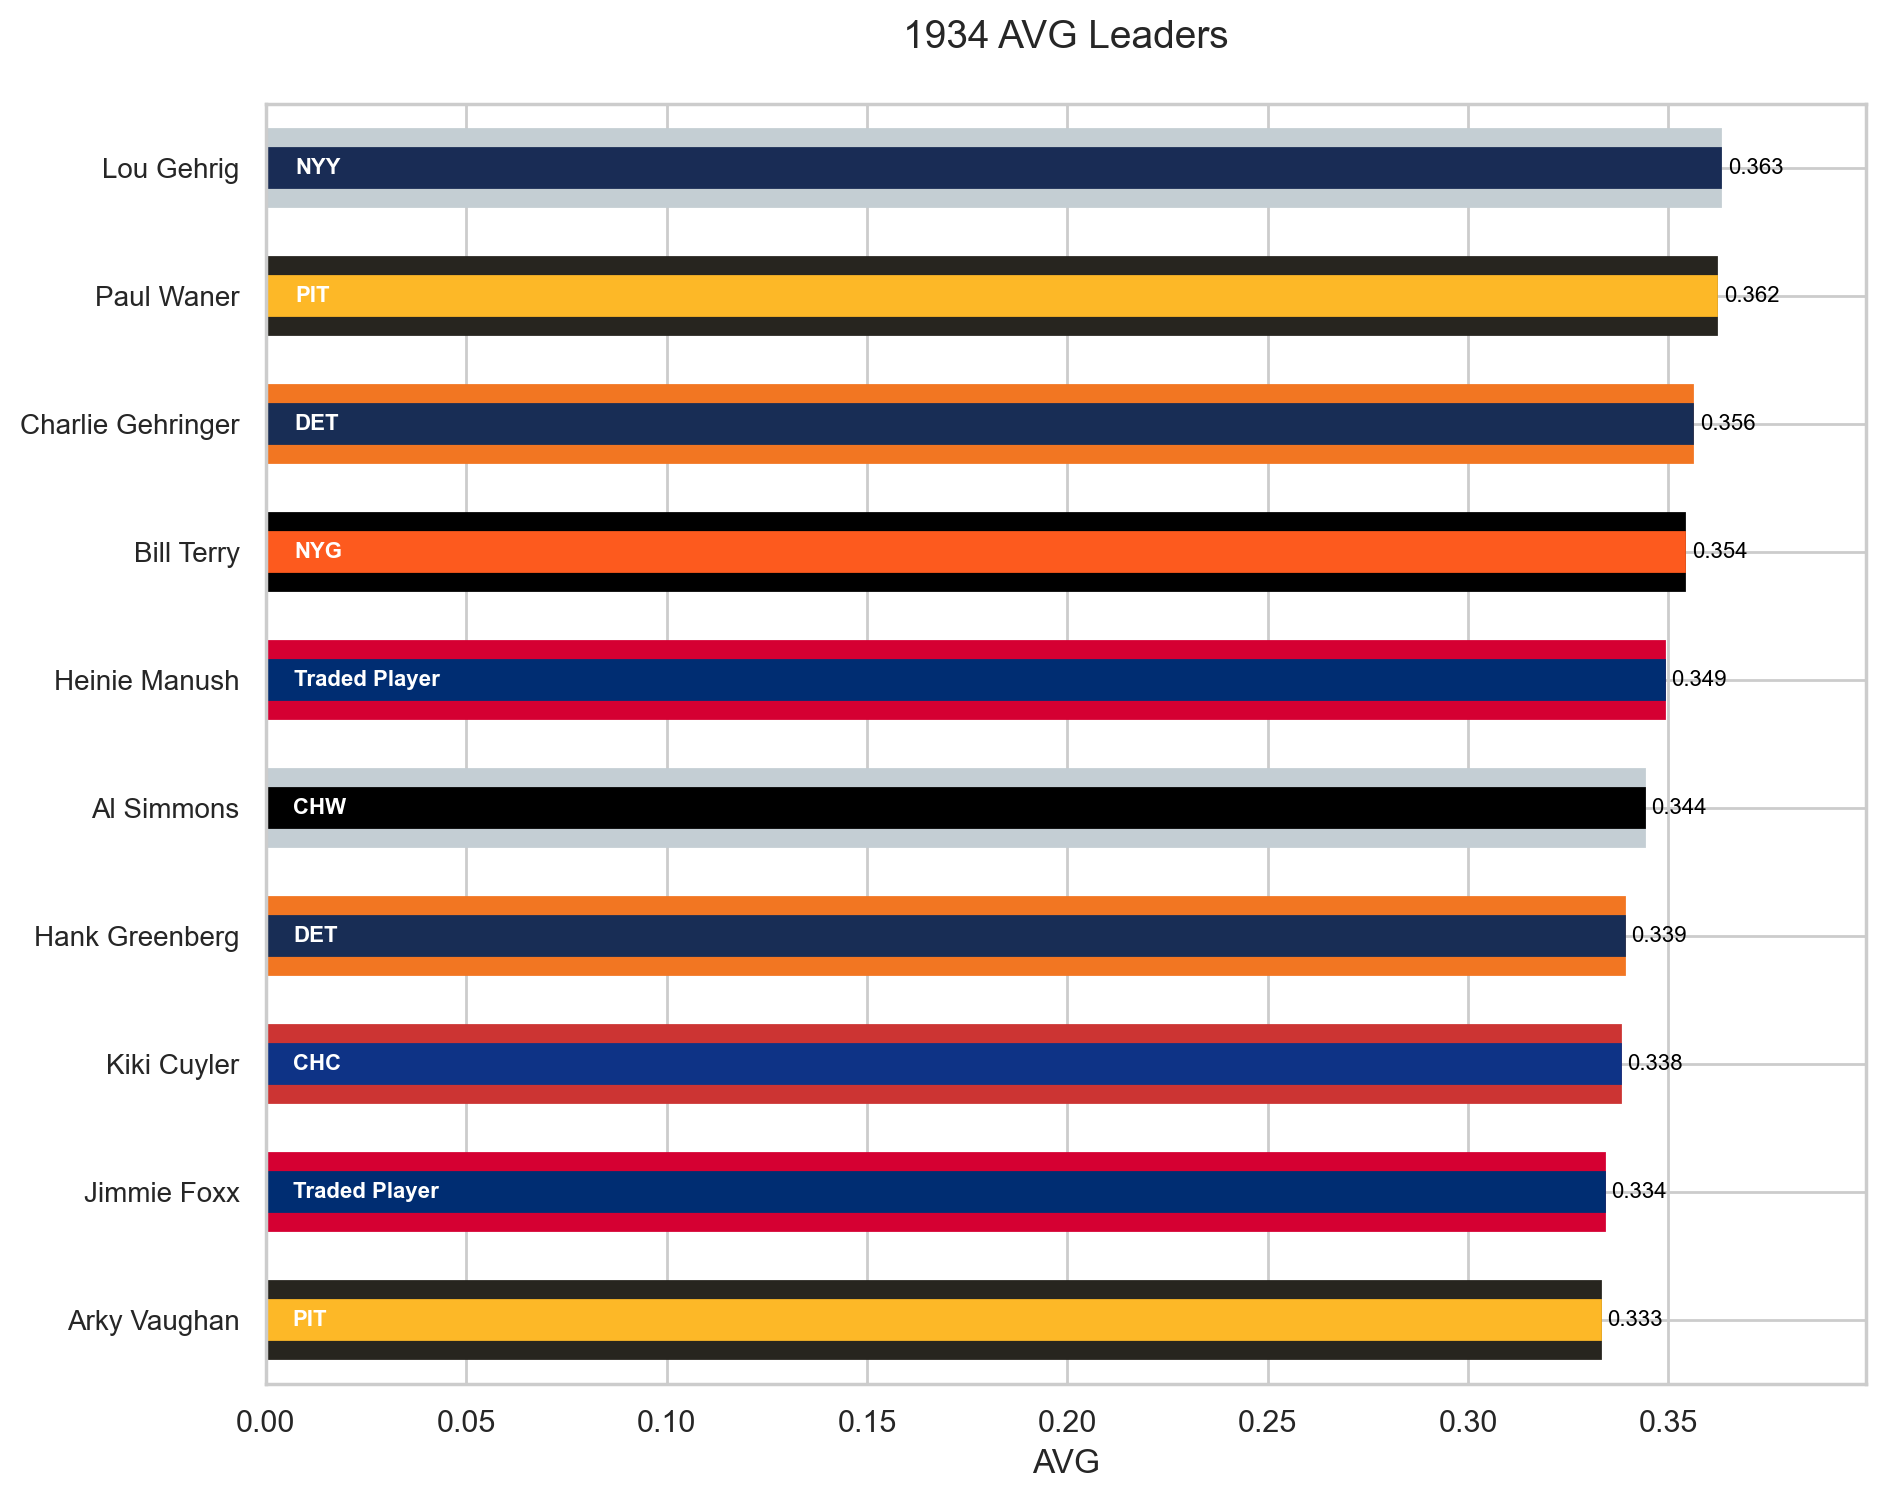 1934 AVG Leaders
Lou Gehrig NYY 0.363
Paul Waner PIT 0.362
Charlie Gehringer DET 0.356
Bill Terry NYG 0.354
Heinie Manush Traded Player 0.349
Al Simmons CHW 0.344
Hank Greenberg DET 0.339
Kiki Cuyler CHC 0.338
Jimmie Foxx Traded Player 0.334
Arky Vaughan PIT 0.333
0.00 0.05 0.10 0.15 0.20 0.25 0.30 0.35
AVG